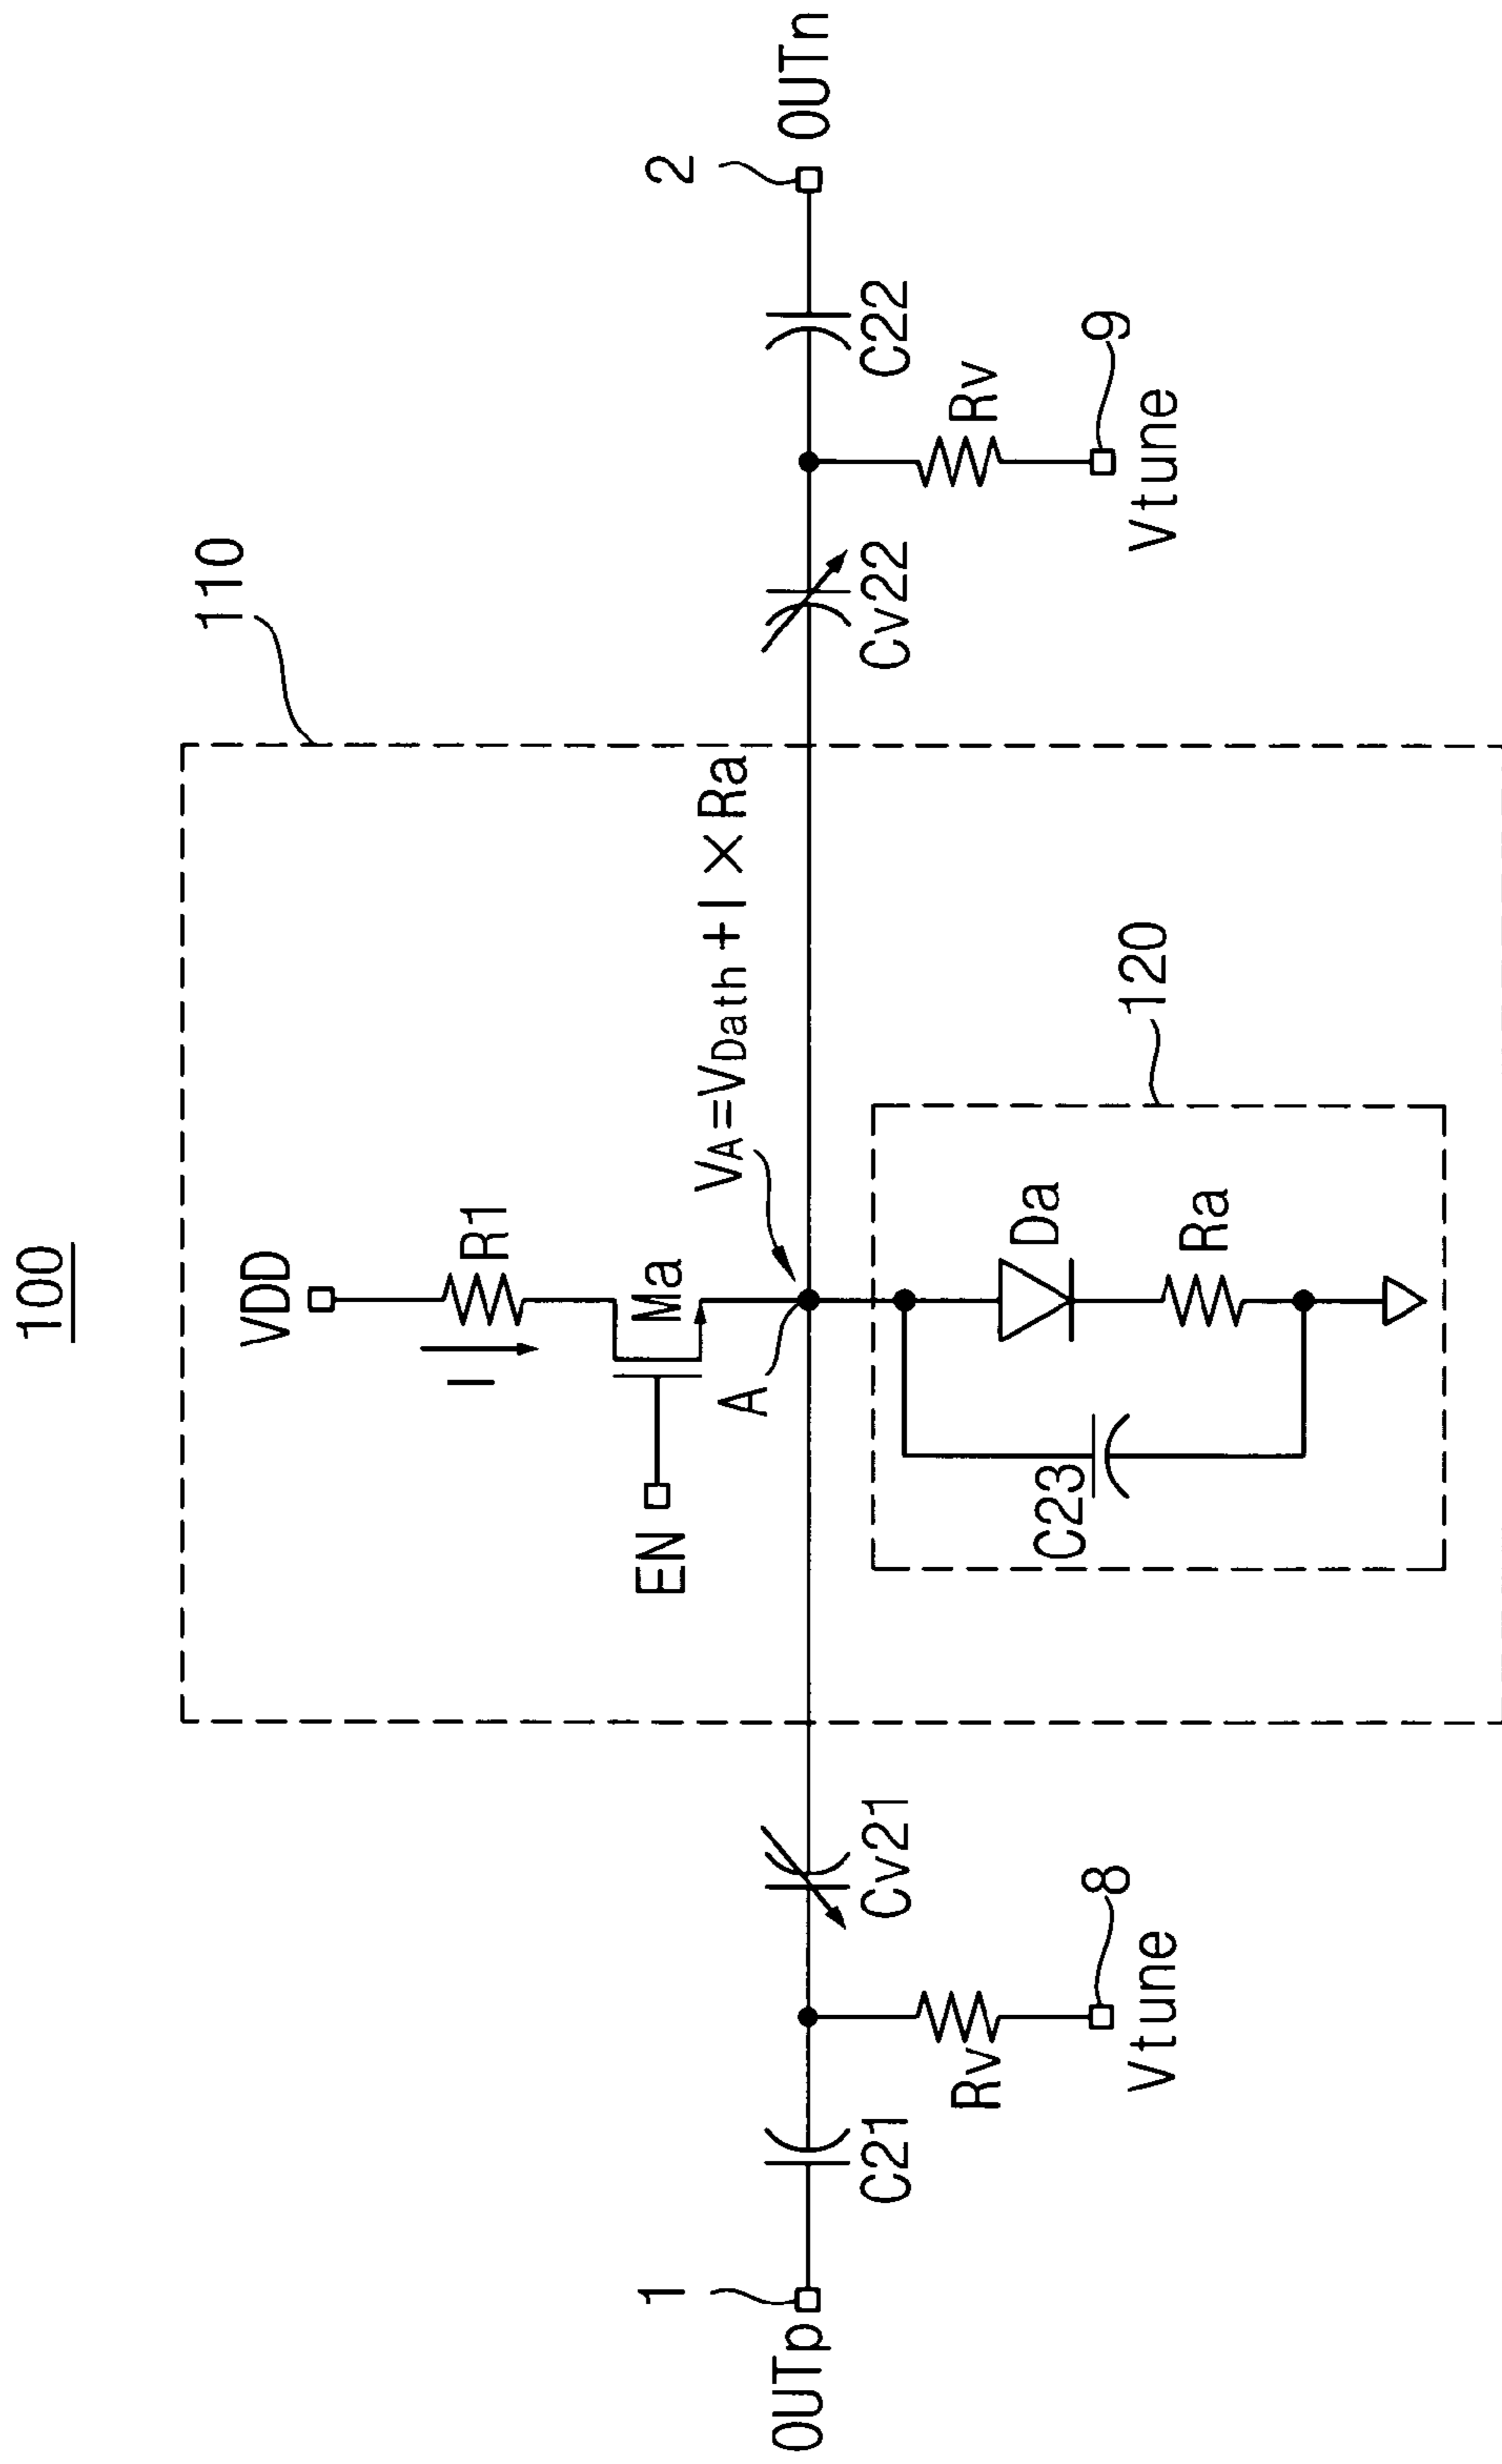 100
110
VDD
R1
I
EN
Ma
VA=VDath+I×Ra
A
1
2
OUTp
OUTn
C21
Cv21
Cv22
C22
Rv
Rv
8
9
Vtune
Vtune
120
C23
Da
Ra